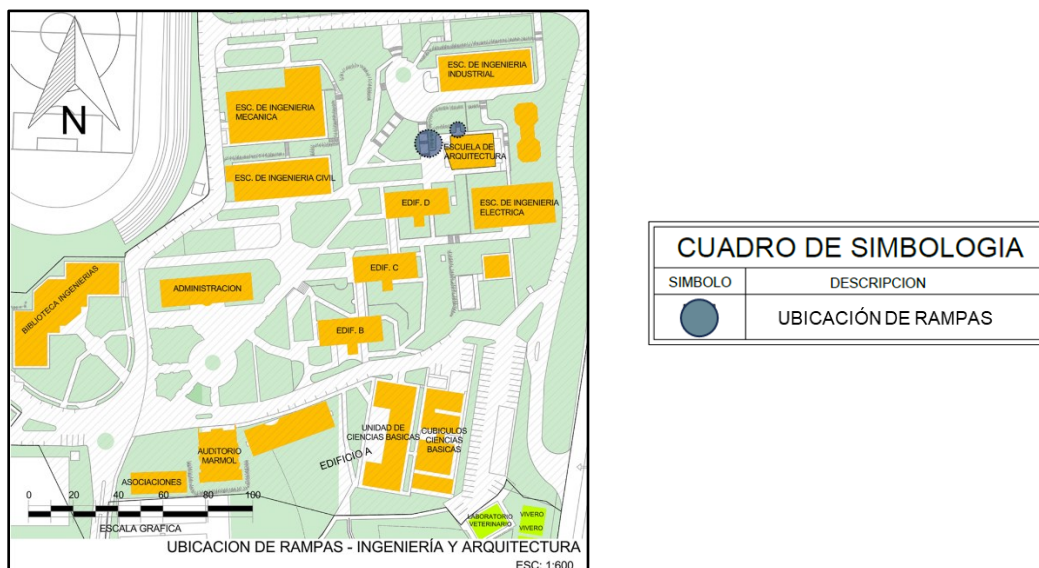 N
ESC. DE INGENIERIA
INDUSTRIAL
ESC. DE INGENIERIA
MECANICA
ESCUELA DE
ARQUITECTURA
ESC. DE INGENIERIA CIVIL
EDIF. D
ESC. DE INGENIERIA
ELECTRICA
EDIF. C
BIBLIOTECA INGENIERIAS
ADMINISTRACION
EDIF. B
UNIDAD DE
CIENCIAS BASICAS
CUBICULOS
CIENCIAS
BASICAS
AUDITORIO
MARMOL
EDIFICIO A
ASOCIACIONES
0 20 40 60 80 100
ESCALA GRAFICA
LABORATORIO
VETERINARIO
VIVERO
VIVERO
UBICACION DE RAMPAS - INGENIERÍA Y ARQUITECTURA
ESC: 1:600
CUADRO DE SIMBOLOGIA
SIMBOLO DESCRIPCION
UBICACIÓN DE RAMPAS